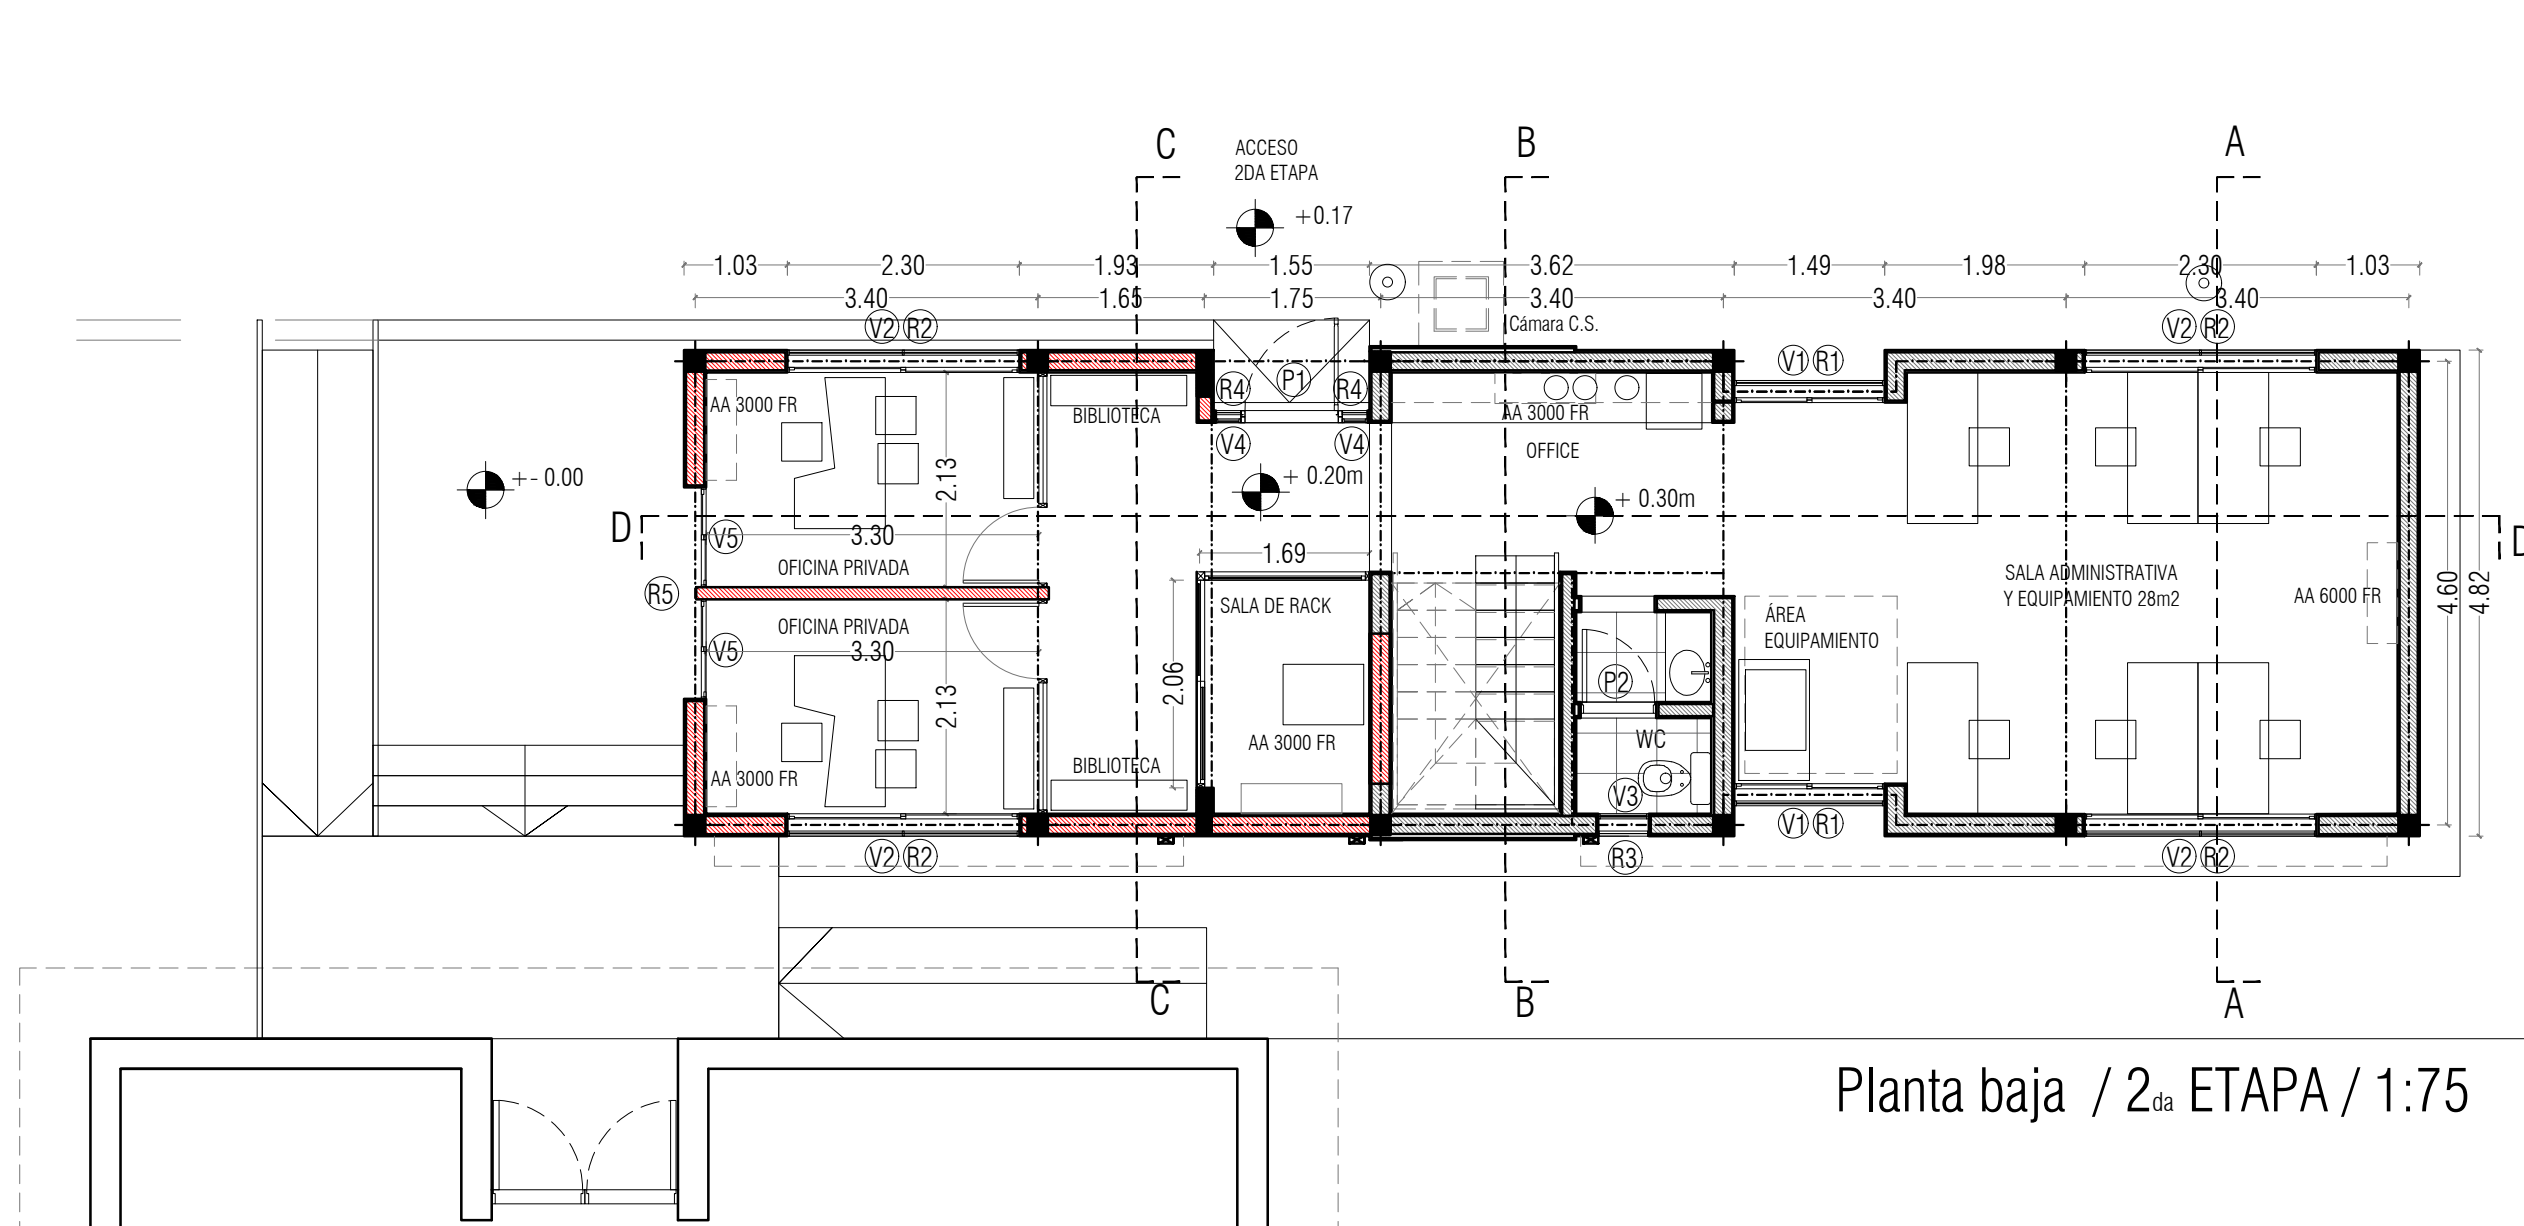 C
B
A
ACCESO
2DA ETAPA
+0.17
1.03
2.30
1.93
1.55
3.62
1.49
1.98
2.30
1.03
3.40
1.65
1.75
3.40
3.40
3.40
Cámara C.S.
V2 R2
V2 R2
V1 R1
R4
P1
R4
AA 3000 FR
BIBLIOTECA
AA 3000 FR
V4
V4
OFFICE
+- 0.00
2.13
+ 0.20m
+ 0.30m
D
V5
3.30
1.69
OFICINA PRIVADA
SALA ADMINISTRATIVA
Y EQUIPAMIENTO 28m2
AA 6000 FR
4.60
4.82
R5
SALA DE RACK
ÁREA
EQUIPAMIENTO
OFICINA PRIVADA
V5
3.30
2.06
P2
2.13
AA 3000 FR
WC
BIBLIOTECA
AA 3000 FR
V3
V1 R1
V2 R2
R3
V2 R2
C
B
A
Planta baja / 2da ETAPA / 1:75